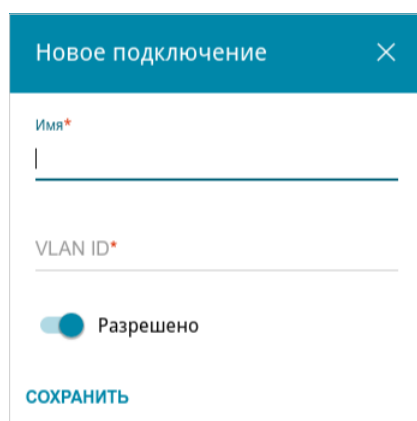 Новое подключение
Имя*
VLAN ID*
Разрешено
СОХРАНИТЬ